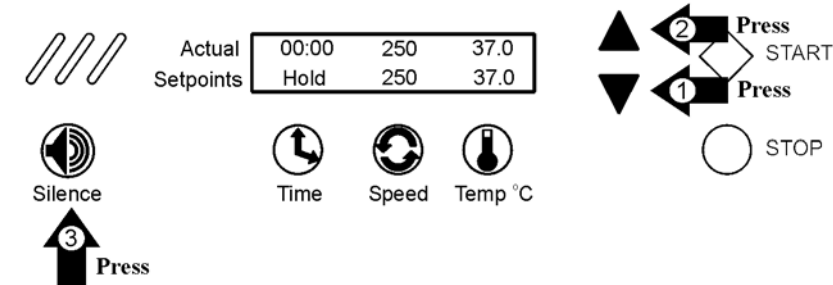 2 Press
START
Actual 00:00 250 37.0
Setpoints Hold 250 37.0
1 Press
STOP
Silence Time Speed Temp °C
3
Press